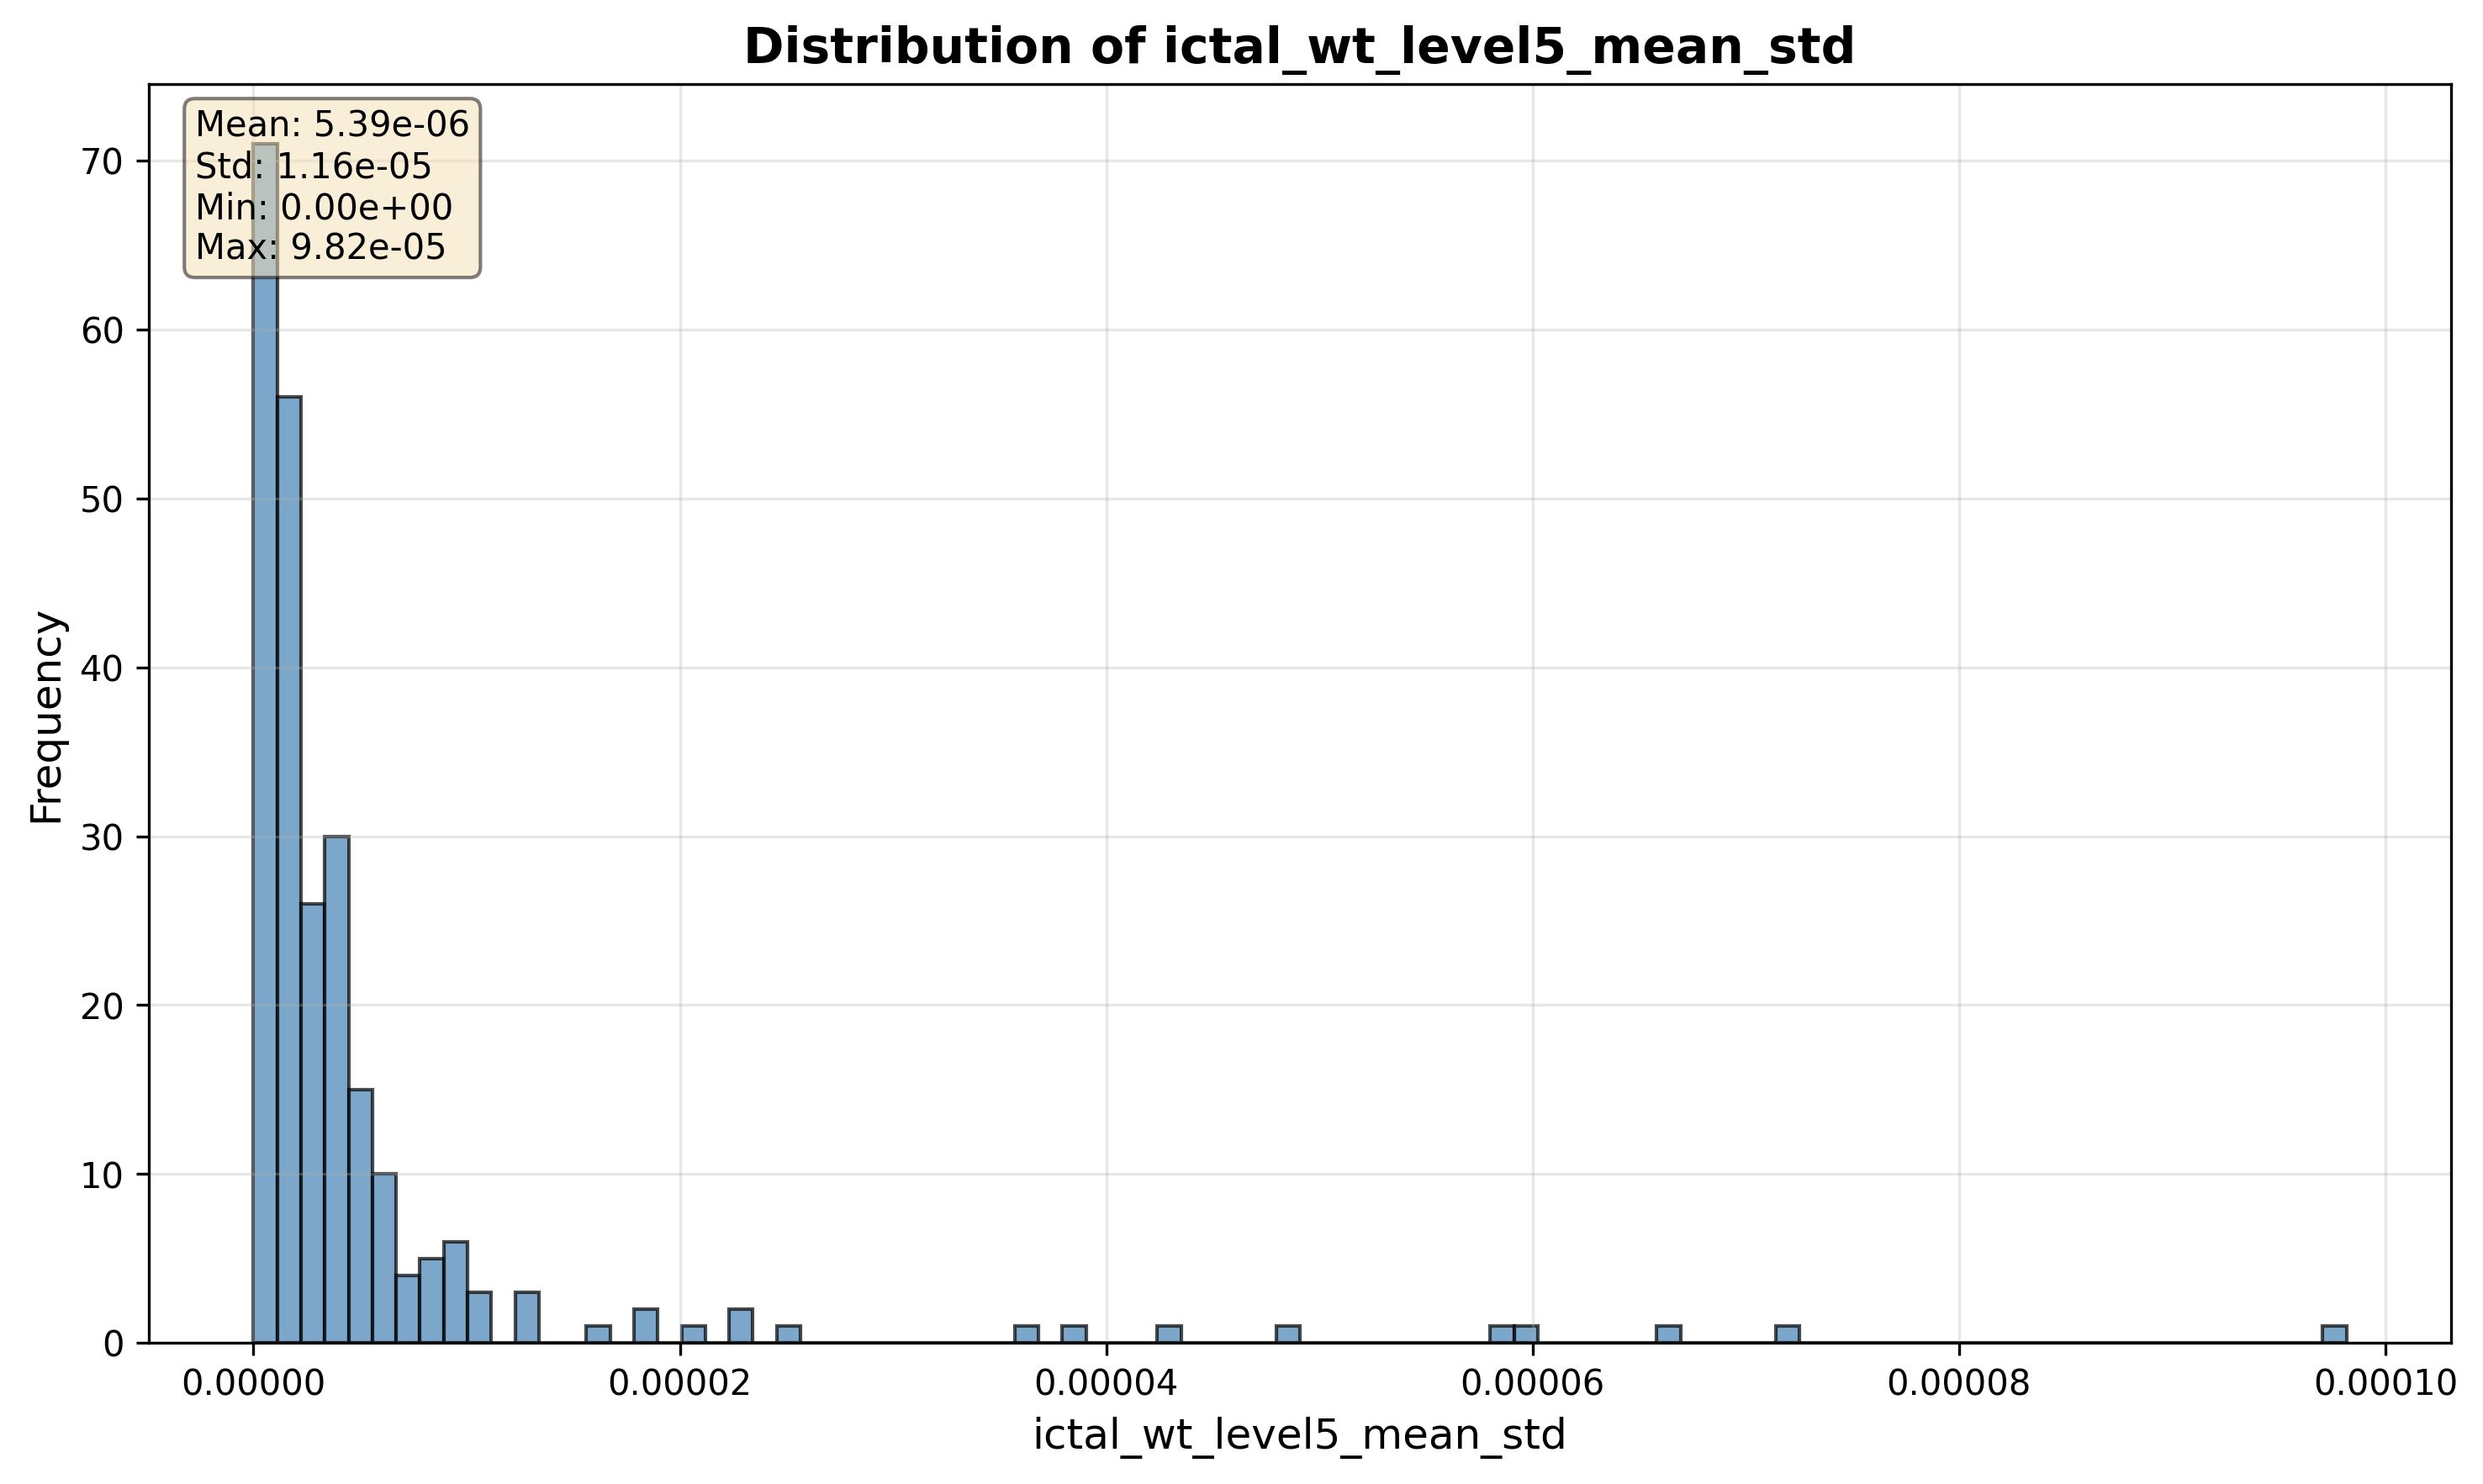 Distribution of ictal_wt_level5_mean_std
Mean: 5.39e-06
Std: 1.16e-05
Min: 0.00e+00
Max: 9.82e-05
70
60
50
40
30
20
10
0
Frequency
0.00000 0.00002 0.00004 0.00006 0.00008 0.00010
ictal_wt_level5_mean_std